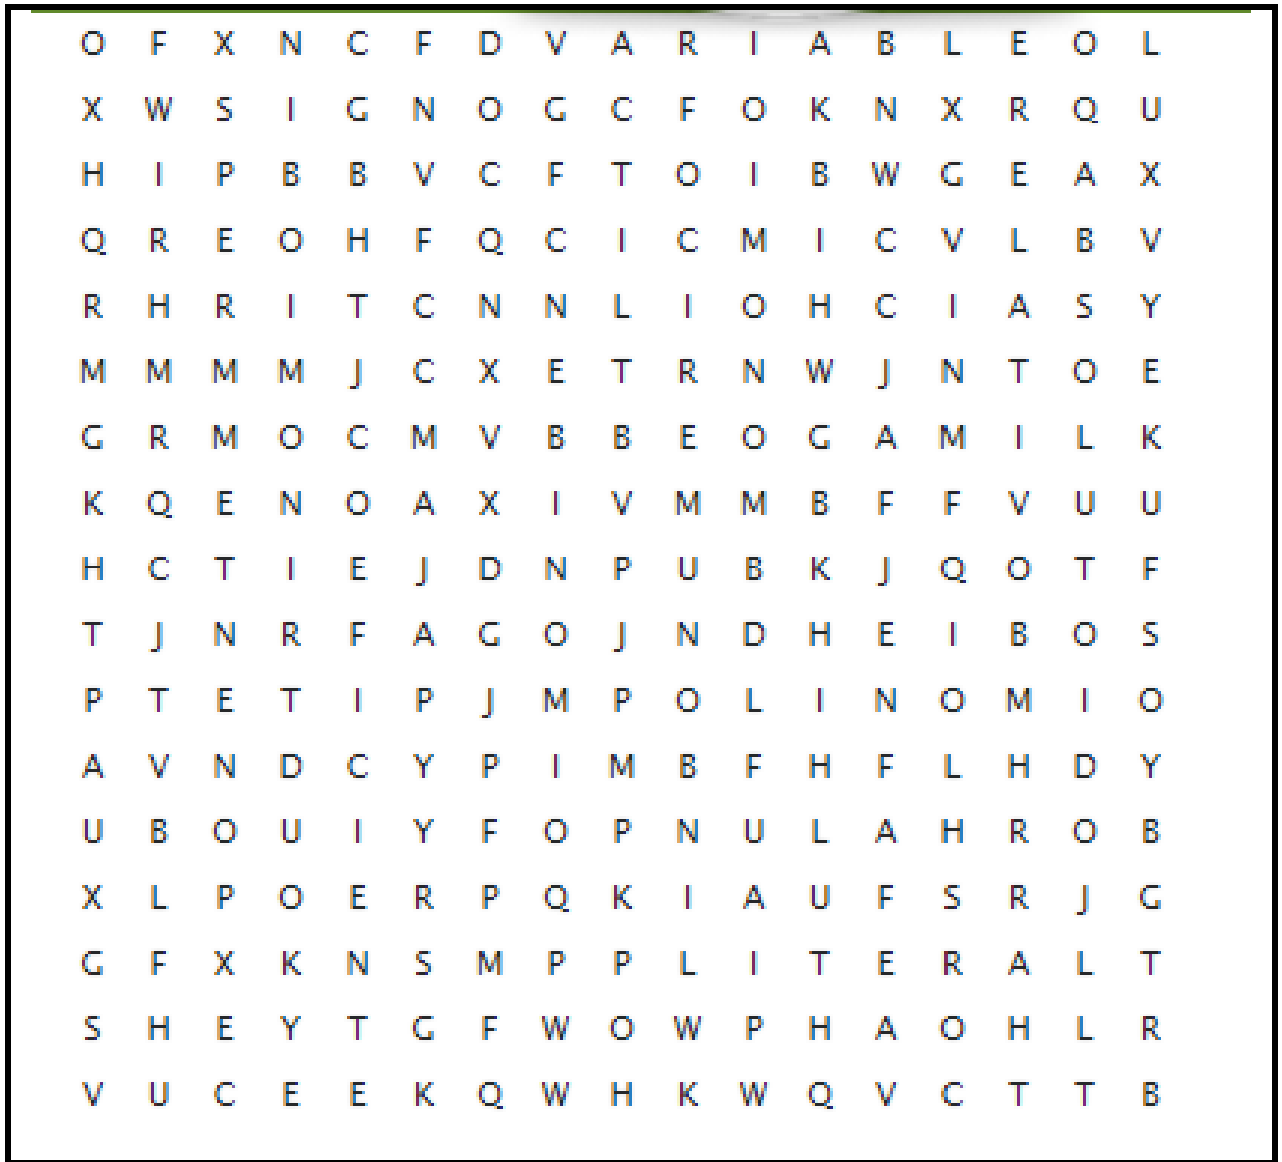 O F X N C F D V A R I A B L E O L
X W S I G N O G C F O K N X R Q U
H I P B B V C F T O I B W G E A X
Q R E O H F Q C I C M I C V L B V
R H R I T C N N L I O H C I A S Y
M M M M J C X E T R N W J N T O E
G R M O C M V B B E O G A M I L K
K Q E N O A X I V M M B F F V U U
H C T I E J D N P U B K J Q O T F
T J N R F A G O J N D H E I B O S
P T E T I P J M P O L I N O M I O
A V N D C Y P I M B F H F L H D Y
U B O U I Y F O P N U L A H R O B
X L P O E R P Q K I A U F S R J G
G F X K N S M P P L I T E R A L T
S H E Y T G F W O W P H A O H L R
V U C E E K Q W H K W Q V C T T B